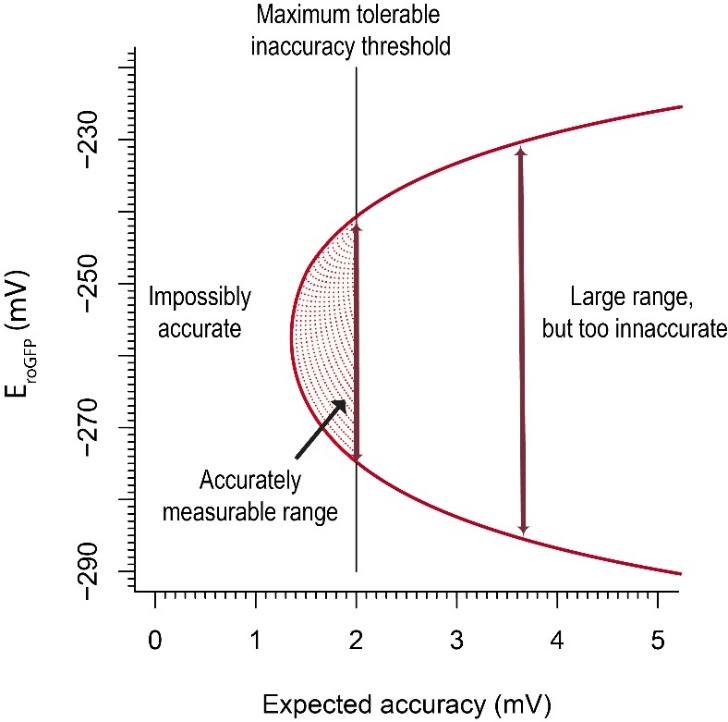 Maximum tolerable
inaccuracy threshold
−230
−250
−270
−290
EroGFP (mV)
Impossibly
accurate
Large range,
but too innaccurate
Accurately
measurable range
0 1 2 3 4 5
Expected accuracy (mV)